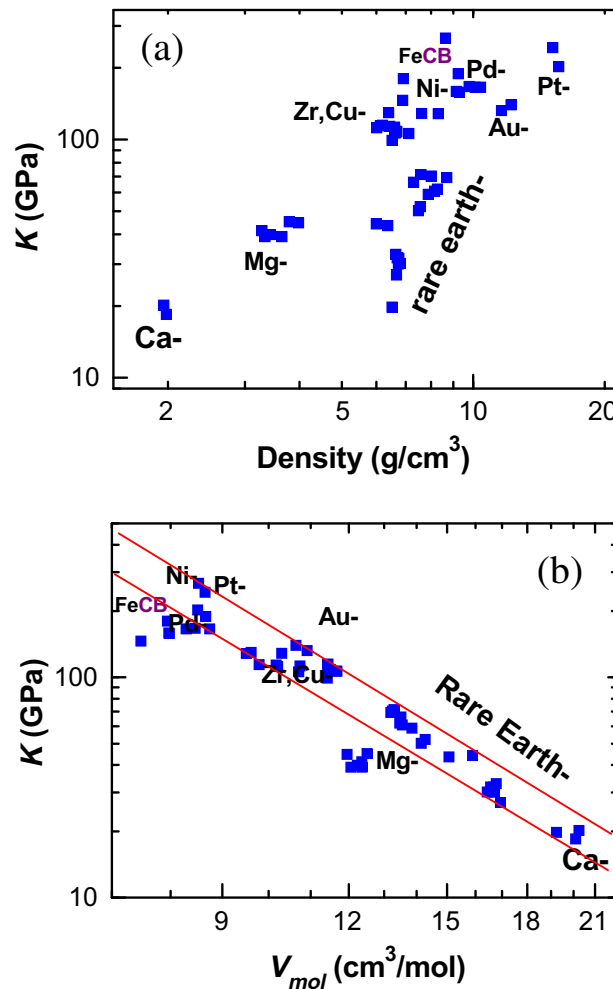 (a)
FeCB
Pd-
Ni-
Pt-
Zr,Cu-
Au-
100
K (GPa)
rare earth-
Mg-
Ca-
10
2
5
10
20
Density (g/cm³)
(b)
Ni-
Pt-
FeCB
Pd-
Au-
100
Zr,Cu-
K (GPa)
Rare Earth-
Mg-
Ca-
10
9
12
15
18
21
Vmol (cm³/mol)